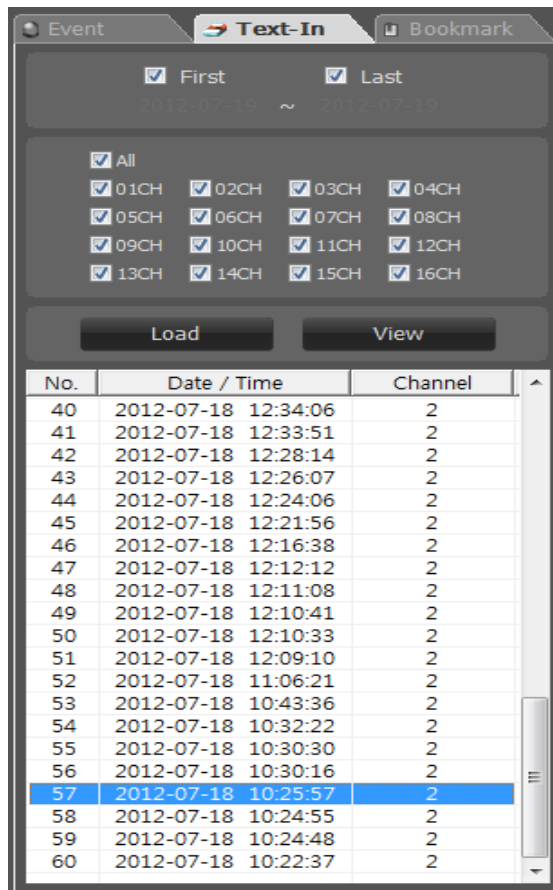 Event Text-In Bookmark
First Last
2012-07-19 ~ 2012-07-19
All
01CH 02CH 03CH 04CH
05CH 06CH 07CH 08CH
09CH 10CH 11CH 12CH
13CH 14CH 15CH 16CH
Load View
No. Date / Time Channel
40 2012-07-18 12:34:06 2
41 2012-07-18 12:33:51 2
42 2012-07-18 12:28:14 2
43 2012-07-18 12:26:07 2
44 2012-07-18 12:24:06 2
45 2012-07-18 12:21:56 2
46 2012-07-18 12:16:38 2
47 2012-07-18 12:12:12 2
48 2012-07-18 12:11:08 2
49 2012-07-18 12:10:41 2
50 2012-07-18 12:10:33 2
51 2012-07-18 12:09:10 2
52 2012-07-18 11:06:21 2
53 2012-07-18 10:43:36 2
54 2012-07-18 10:32:22 2
55 2012-07-18 10:30:30 2
56 2012-07-18 10:30:16 2
57 2012-07-18 10:25:57 2
58 2012-07-18 10:24:55 2
59 2012-07-18 10:24:48 2
60 2012-07-18 10:22:37 2